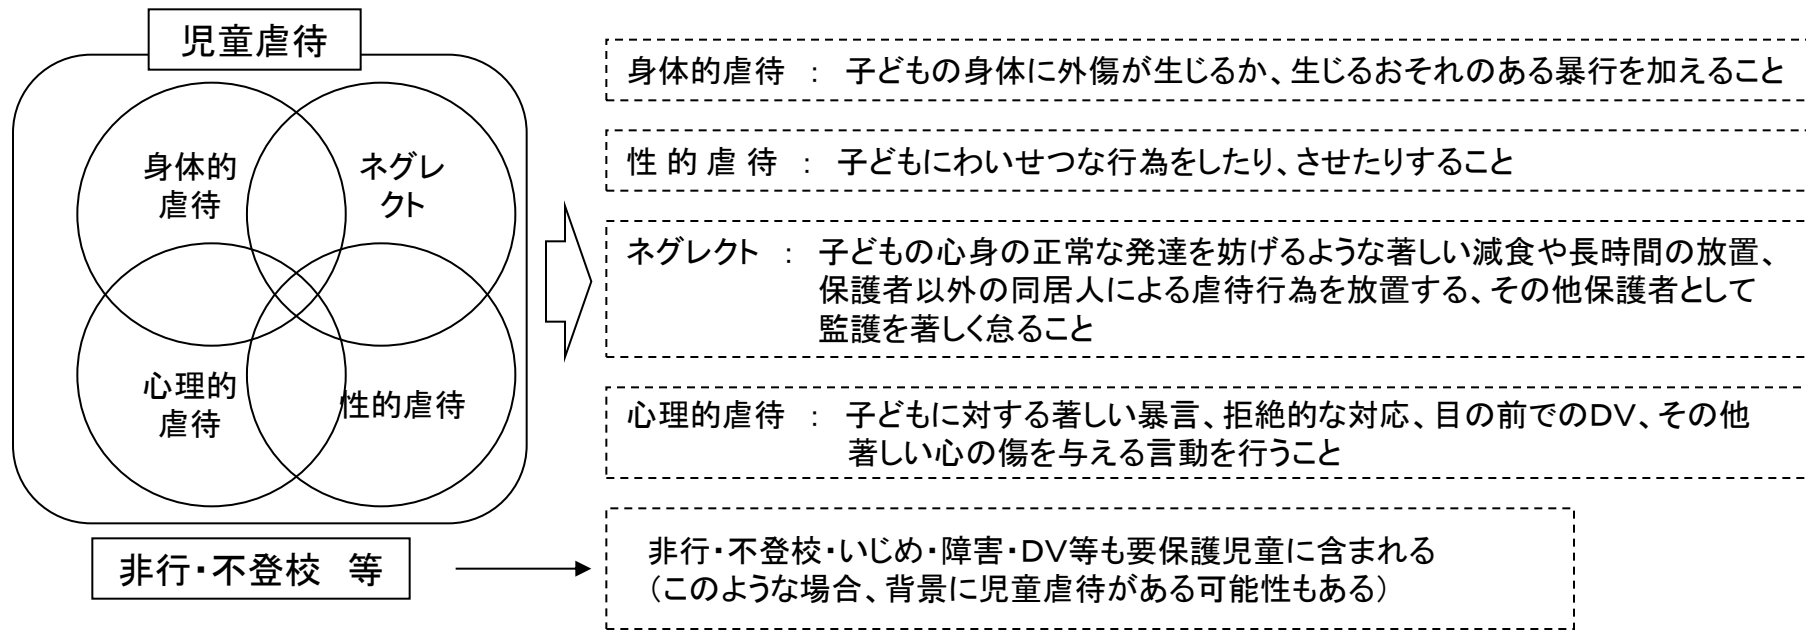 児童虐待
身体的
虐待
ネグレ
クト
心理的
虐待
性的虐待
非行・不登校　等
身体的虐待　：　子どもの身体に外傷が生じるか、生じるおそれのある暴行を加えること
性 的 虐 待　：　子どもにわいせつな行為をしたり、させたりすること
ネグレクト　：　子どもの心身の正常な発達を妨げるような著しい減食や長時間の放置、
保護者以外の同居人による虐待行為を放置する、その他保護者として
監護を著しく怠ること
心理的虐待　：　子どもに対する著しい暴言、拒絶的な対応、目の前でのDV、その他
著しい心の傷を与える言動を行うこと
非行・不登校・いじめ・障害・DV等も要保護児童に含まれる
（このような場合、背景に児童虐待がある可能性もある）